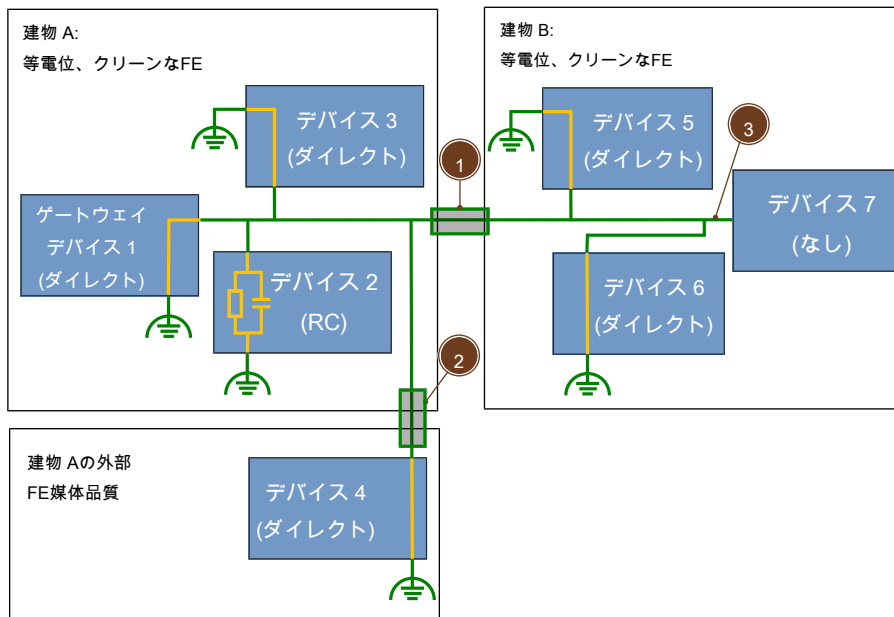 建物 A:
等電位、クリーンなFE
デバイス 3
(ダイレクト)
ゲートウェイ
デバイス 1
(ダイレクト)
デバイス 2
(RC)
1
2
建物 B:
等電位、クリーンなFE
デバイス 5
(ダイレクト)
3
デバイス 7
(なし)
デバイス 6
(ダイレクト)
建物 Aの外部
FE媒体品質
デバイス 4
(ダイレクト)